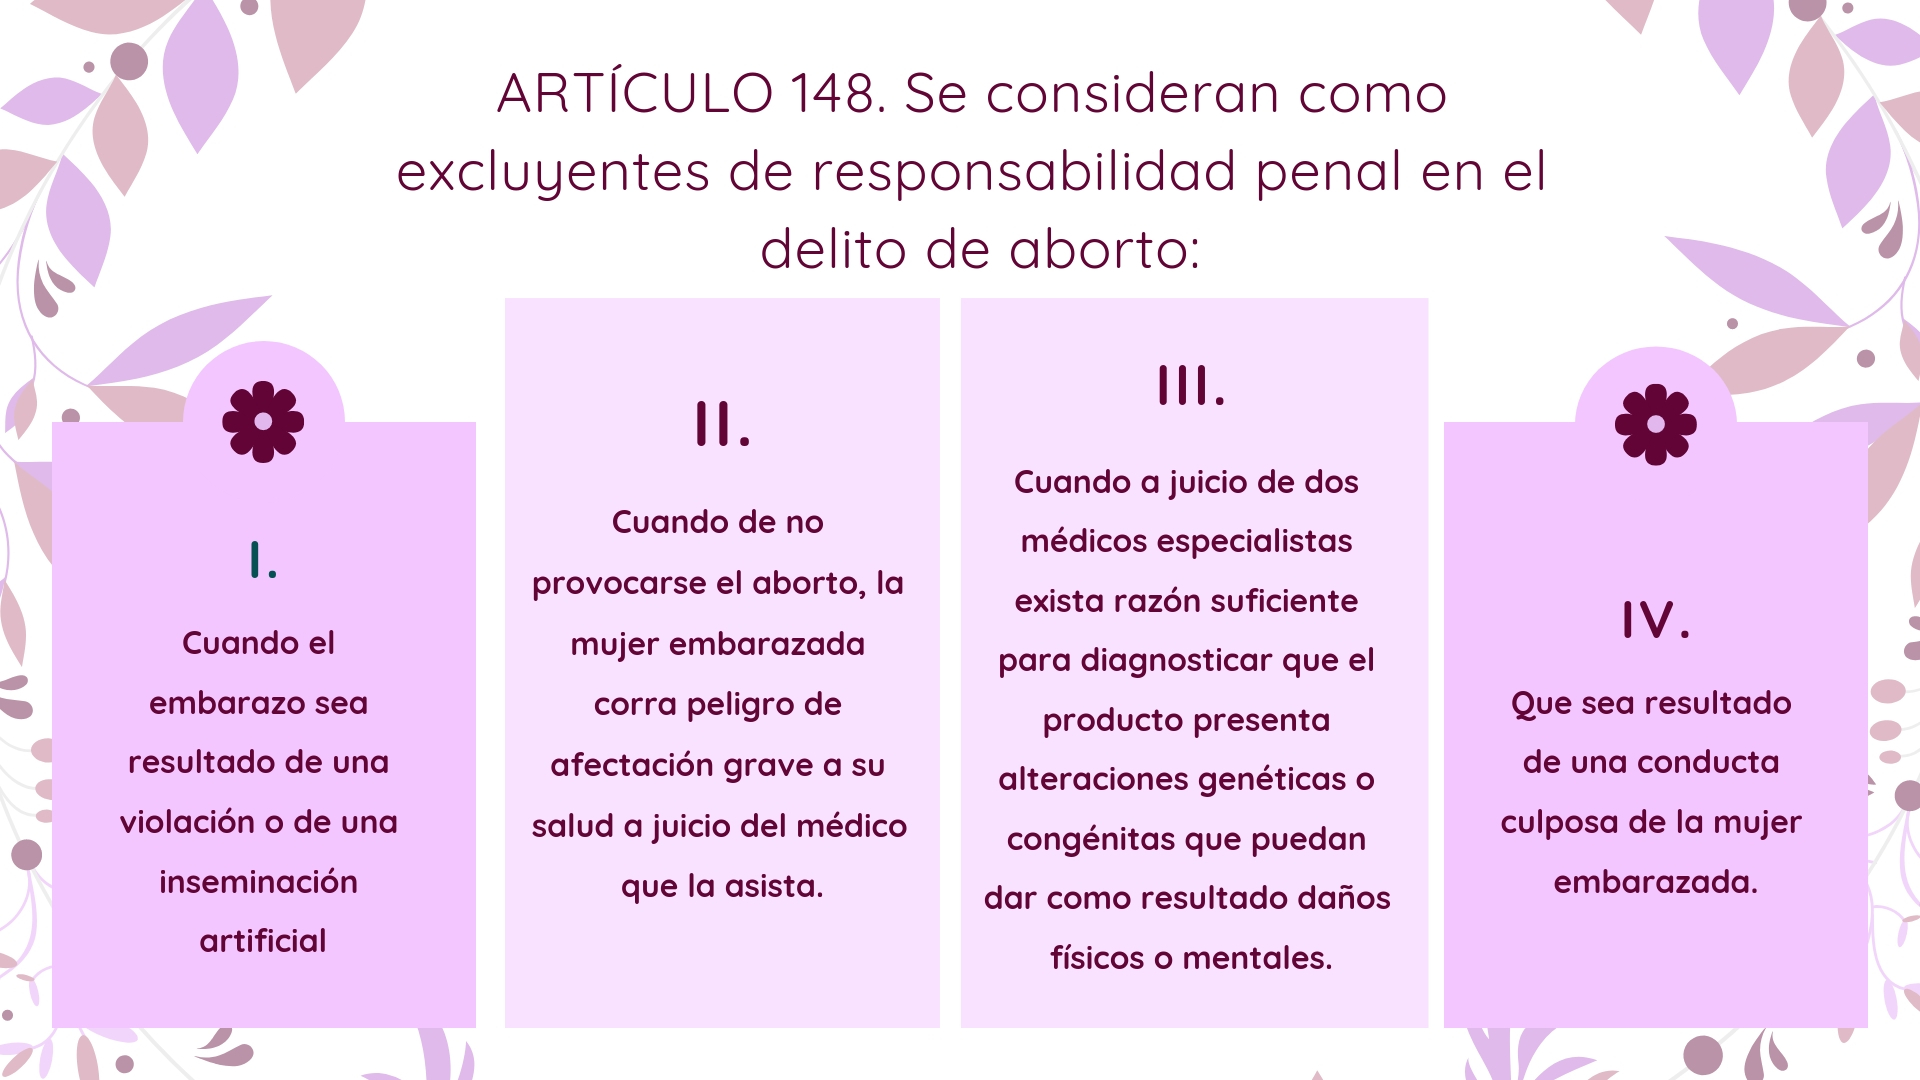 ARTÍCULO 148. Se consideran como
excluyentes de responsabilidad penal en el
delito de aborto:
I.
Cuando el
embarazo sea
resultado de una
violación o de una
inseminación
artificial
II.
Cuando de no
provocarse el aborto, la
mujer embarazada
corra peligro de
afectación grave a su
salud a juicio del médico
que la asista.
III.
Cuando a juicio de dos
médicos especialistas
exista razón suficiente
para diagnosticar que el
producto presenta
alteraciones genéticas o
congénitas que puedan
dar como resultado daños
físicos o mentales.
IV.
Que sea resultado
de una conducta
culposa de la mujer
embarazada.